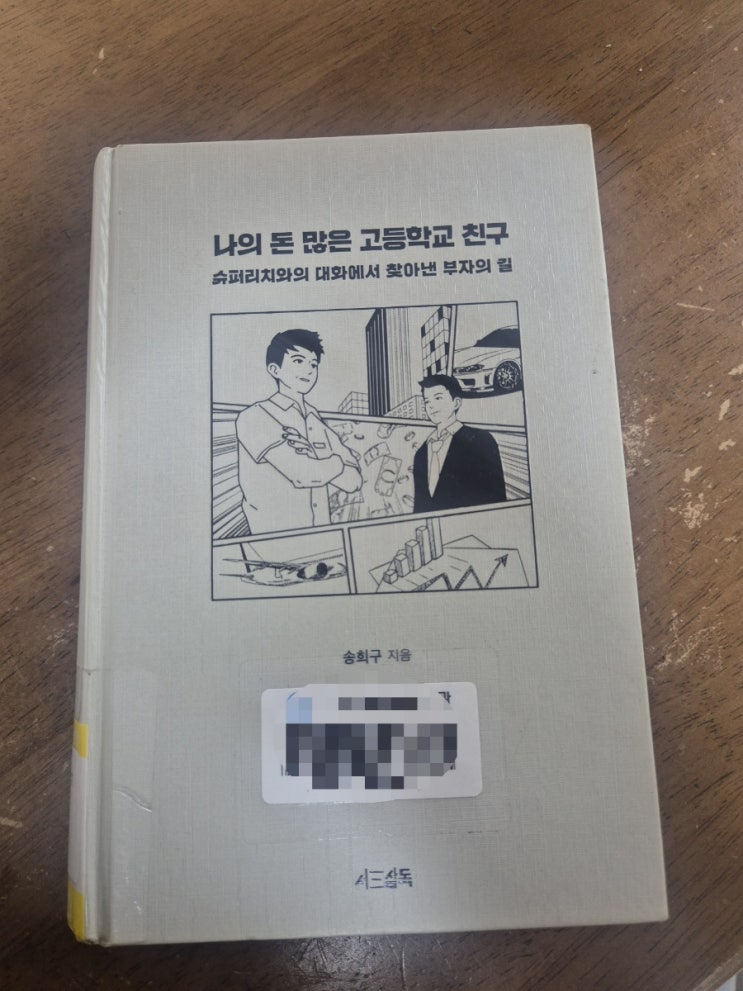 나의 돈 많은 고등학교 친구
슈퍼리치와의 대화에서 찾아낸 부자의 길
송희구 지음
서삼독